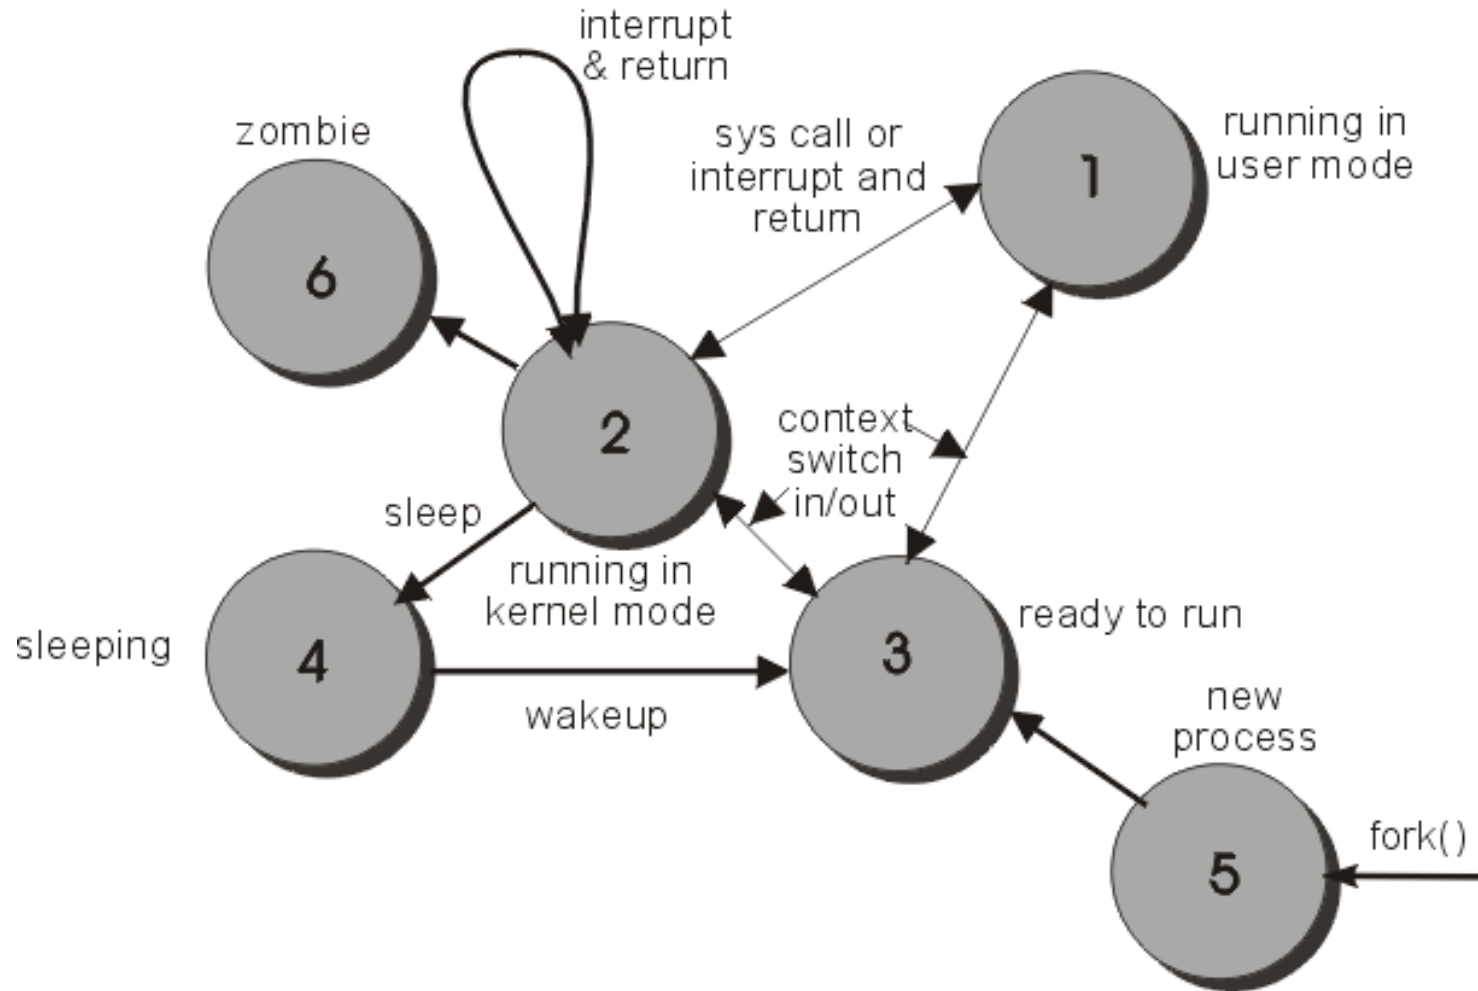 interrupt
& return
zombie
sys call or
interrupt and
return
running in
user mode
1
6
2
context
switch
in/out
sleep
running in
kernel mode
sleeping
4
3
ready to run
wakeup
new
process
5
fork()